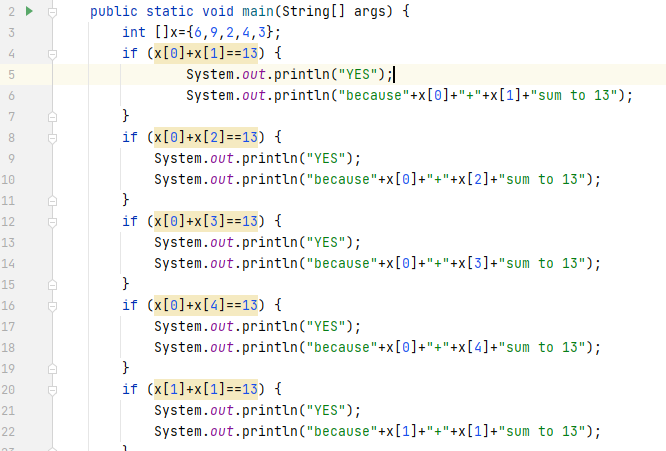 2 public static void main(String[] args) {
3 int []x={6,9,2,4,3};
4 if (x[0]+x[1]==13) {
5 System.out.println("YES");
6 System.out.println("because"+x[0]+"+"+x[1]+"sum to 13");
7 }
8 if (x[0]+x[2]==13) {
9 System.out.println("YES");
10 System.out.println("because"+x[0]+"+"+x[2]+"sum to 13");
11 }
12 if (x[0]+x[3]==13) {
13 System.out.println("YES");
14 System.out.println("because"+x[0]+"+"+x[3]+"sum to 13");
15 }
16 if (x[0]+x[4]==13) {
17 System.out.println("YES");
18 System.out.println("because"+x[0]+"+"+x[4]+"sum to 13");
19 }
20 if (x[1]+x[1]==13) {
21 System.out.println("YES");
22 System.out.println("because"+x[1]+"+"+x[1]+"sum to 13");
23 }